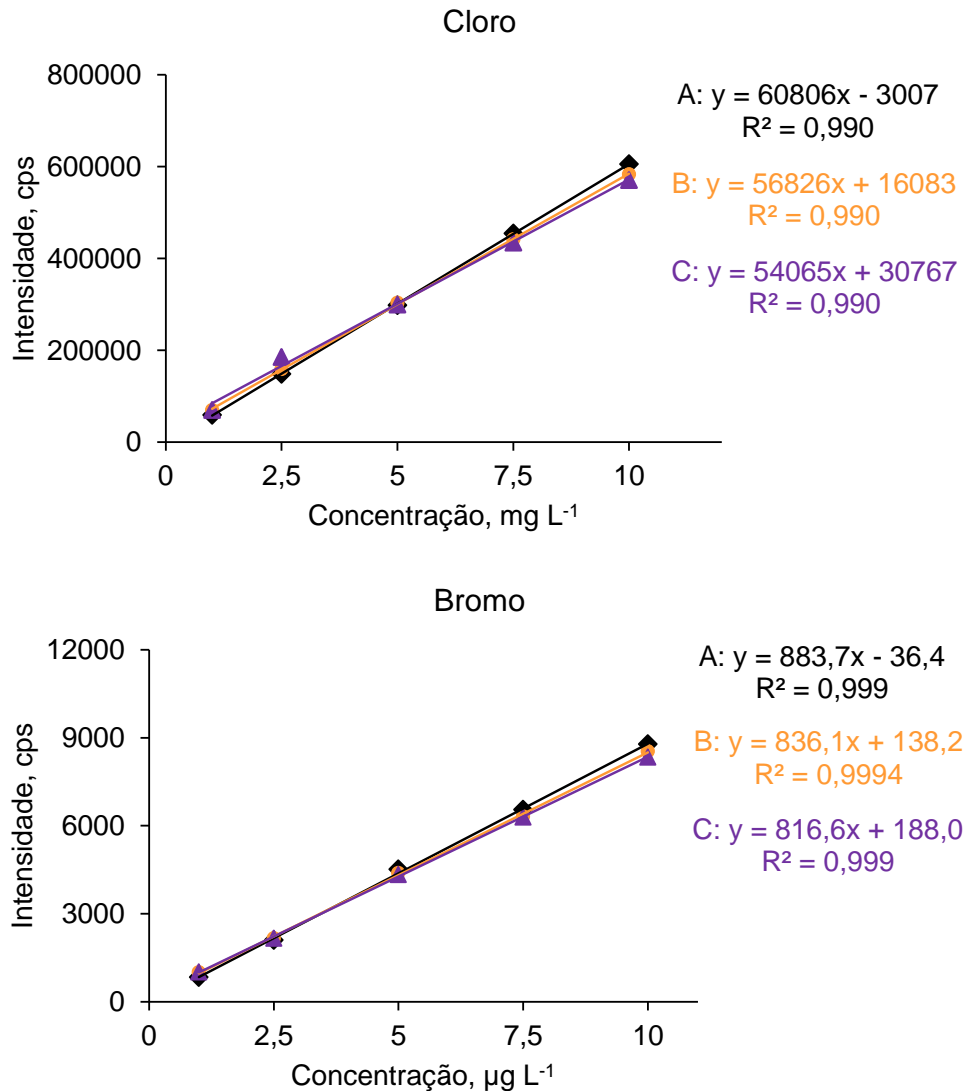 Cloro
800000
600000
400000
200000
0
Intensidade, cps
0 2,5 5 7,5 10
Concentração, mg L⁻¹
A: y = 60806x - 3007
R² = 0,990
B: y = 56826x + 16083
R² = 0,990
C: y = 54065x + 30767
R² = 0,990
Bromo
12000
9000
6000
3000
0
Intensidade, cps
0 2,5 5 7,5 10
Concentração, µg L⁻¹
A: y = 883,7x - 36,4
R² = 0,999
B: y = 836,1x + 138,2
R² = 0,9994
C: y = 816,6x + 188,0
R² = 0,999